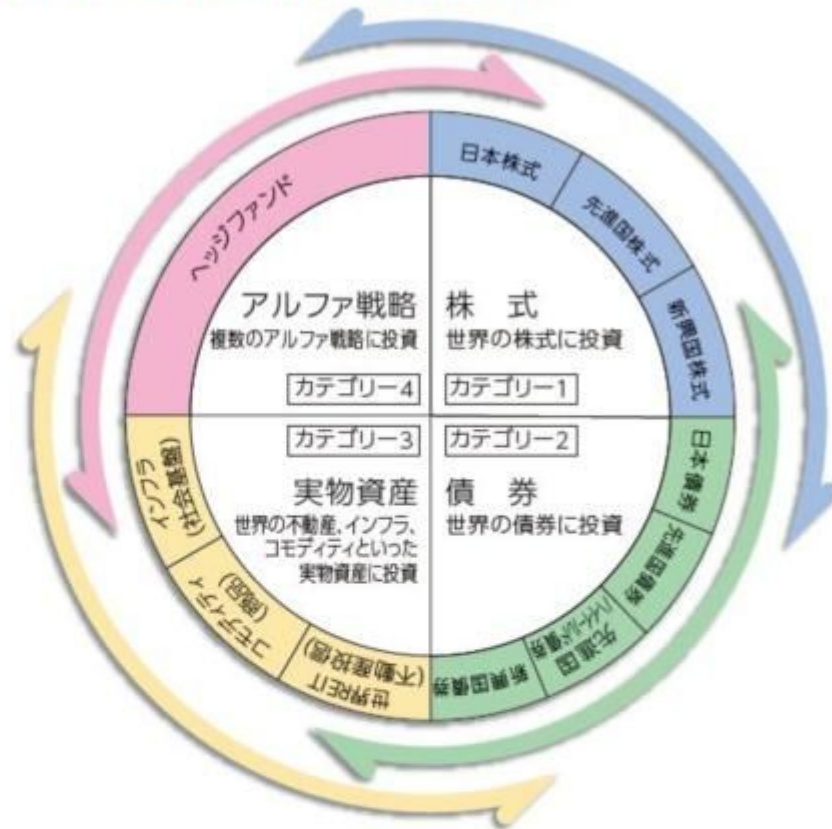 日本株式
先進国株式
新興国株式
株 式
世界の株式に投資
カテゴリー1
カテゴリー2
債 券
世界の債券に投資
日本債券
先進国債券
先進国
ハイイールド債券
新興国債券
カテゴリー3
実物資産
世界の不動産、インフラ、
コモディティといった
実物資産に投資
世界REIT
(不動産投信)
コモディティ
(商品)
インフラ
(社会基盤)
ヘッジファンド
アルファ戦略
複数のアルファ戦略に投資
カテゴリー4